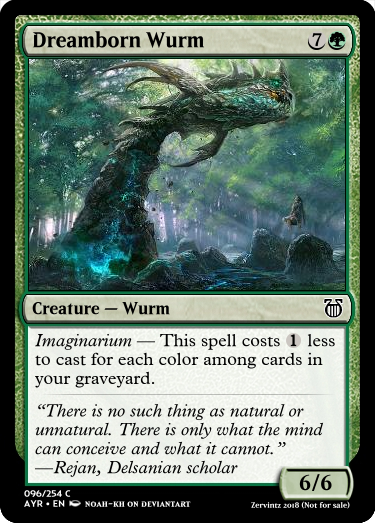 Dreamborn Wurm 7
Creature — Wurm
Imaginarium — This spell costs 1 less
to cast for each color among cards in
your graveyard.
“There is no such thing as natural or
unnatural. There is only what the mind
can conceive and what it cannot.”
—Rejan, Delsanian scholar
6/6
096/254 C
AYR • EN NOAH-KH ON DEVIANTART
Zervintz 2018 (Not for sale)